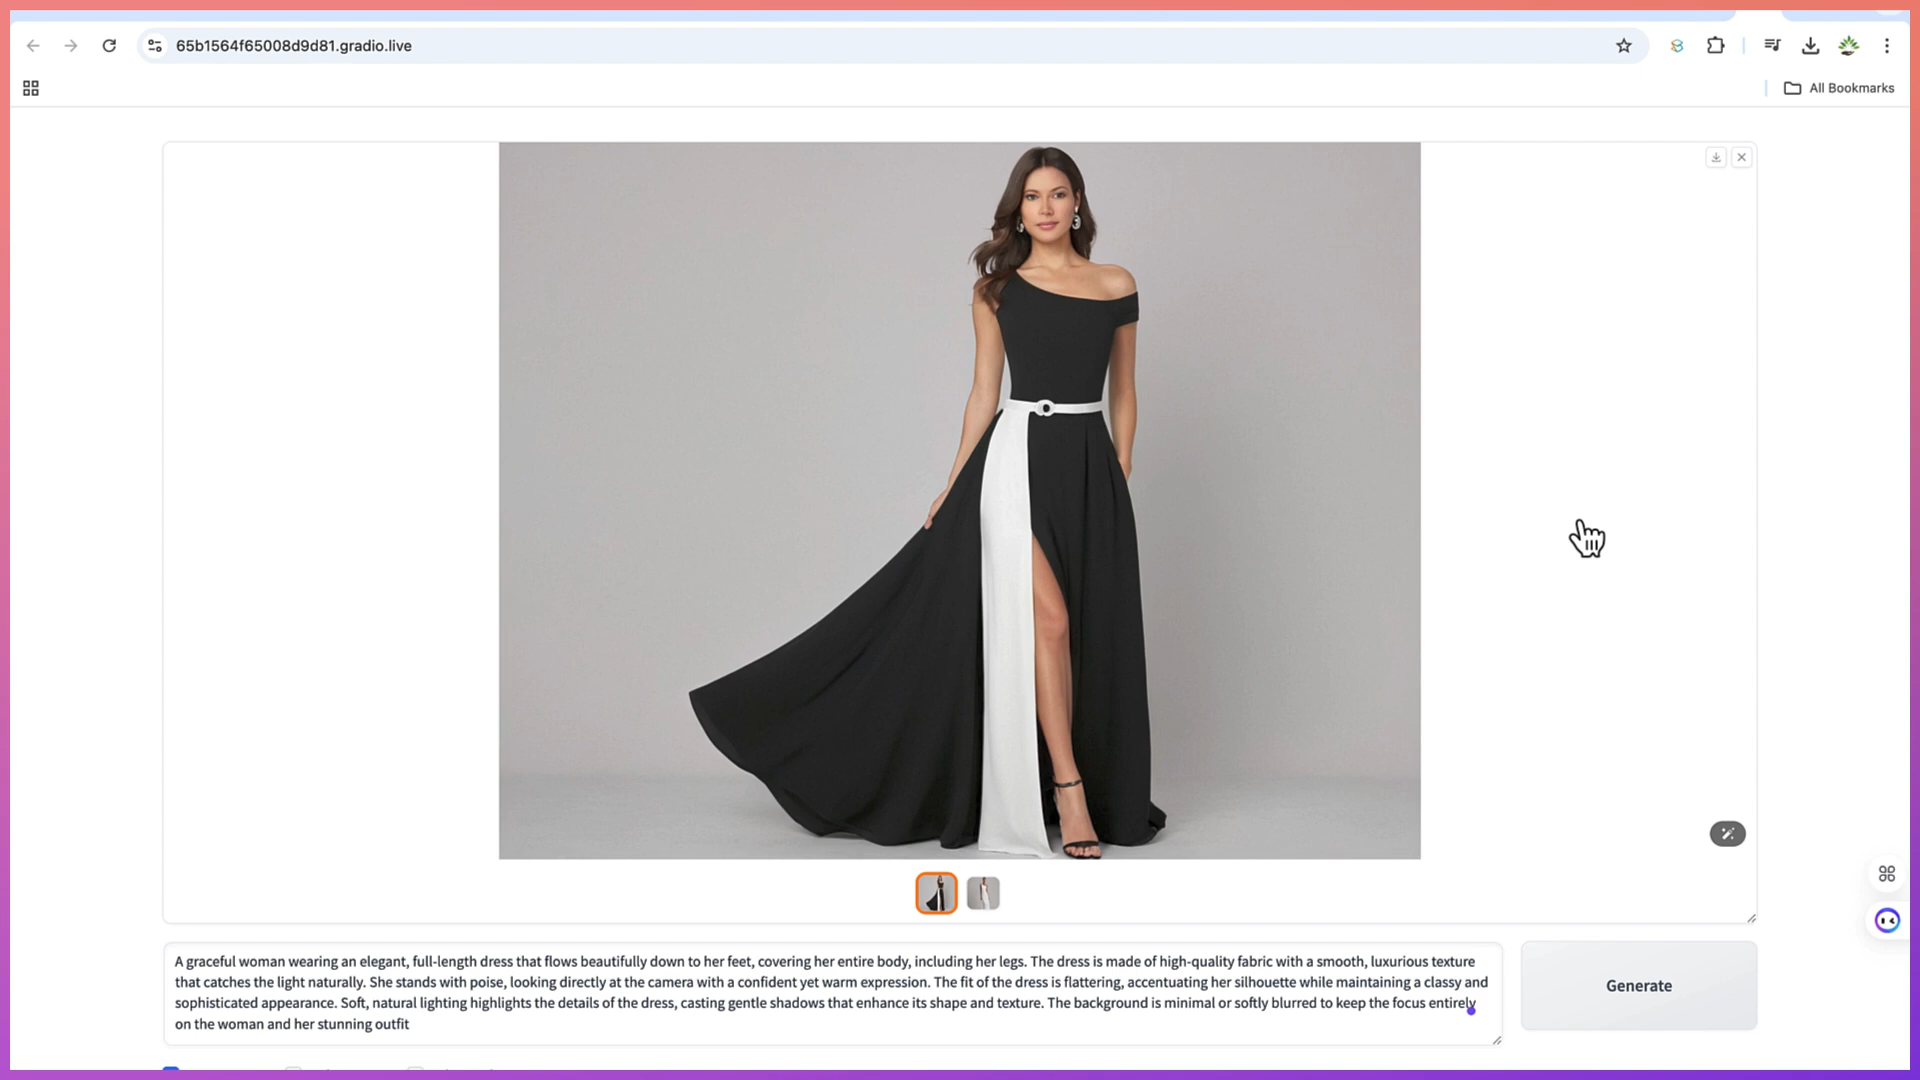 65b1564f65008d9d81.gradio.live
All Bookmarks
A graceful woman wearing an elegant, full-length dress that flows beautifully down to her feet, covering her entire body, including her legs. The dress is made of high-quality fabric with a smooth, luxurious texture
that catches the light naturally. She stands with poise, looking directly at the camera with a confident yet warm expression. The fit of the dress is flattering, accentuating her silhouette while maintaining a classy and
sophisticated appearance. Soft, natural lighting highlights the details of the dress, casting gentle shadows that enhance its shape and texture. The background is minimal or softly blurred to keep the focus entirely
on the woman and her stunning outfit
Generate